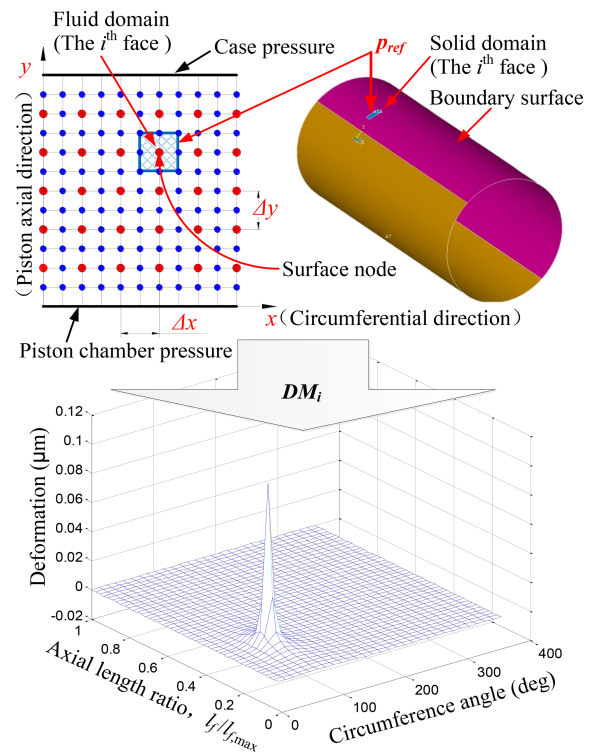 Fluid domain
(The iᵗʰ face )
Case pressure
p_ref
Solid domain
(The iᵗʰ face )
Boundary surface
y
(Piston axial direction)
Δy
Surface node
Δx
x(Circumferential direction)
Piston chamber pressure
DMᵢ
Deformation (μm)
0.12
0.1
0.08
0.06
0.04
0.02
0
-0.02
1
0.8
0.6
0.4
0.2
0
Axial length ratio, l_f/l_f,max
0
100
200
300
400
Circumference angle (deg)